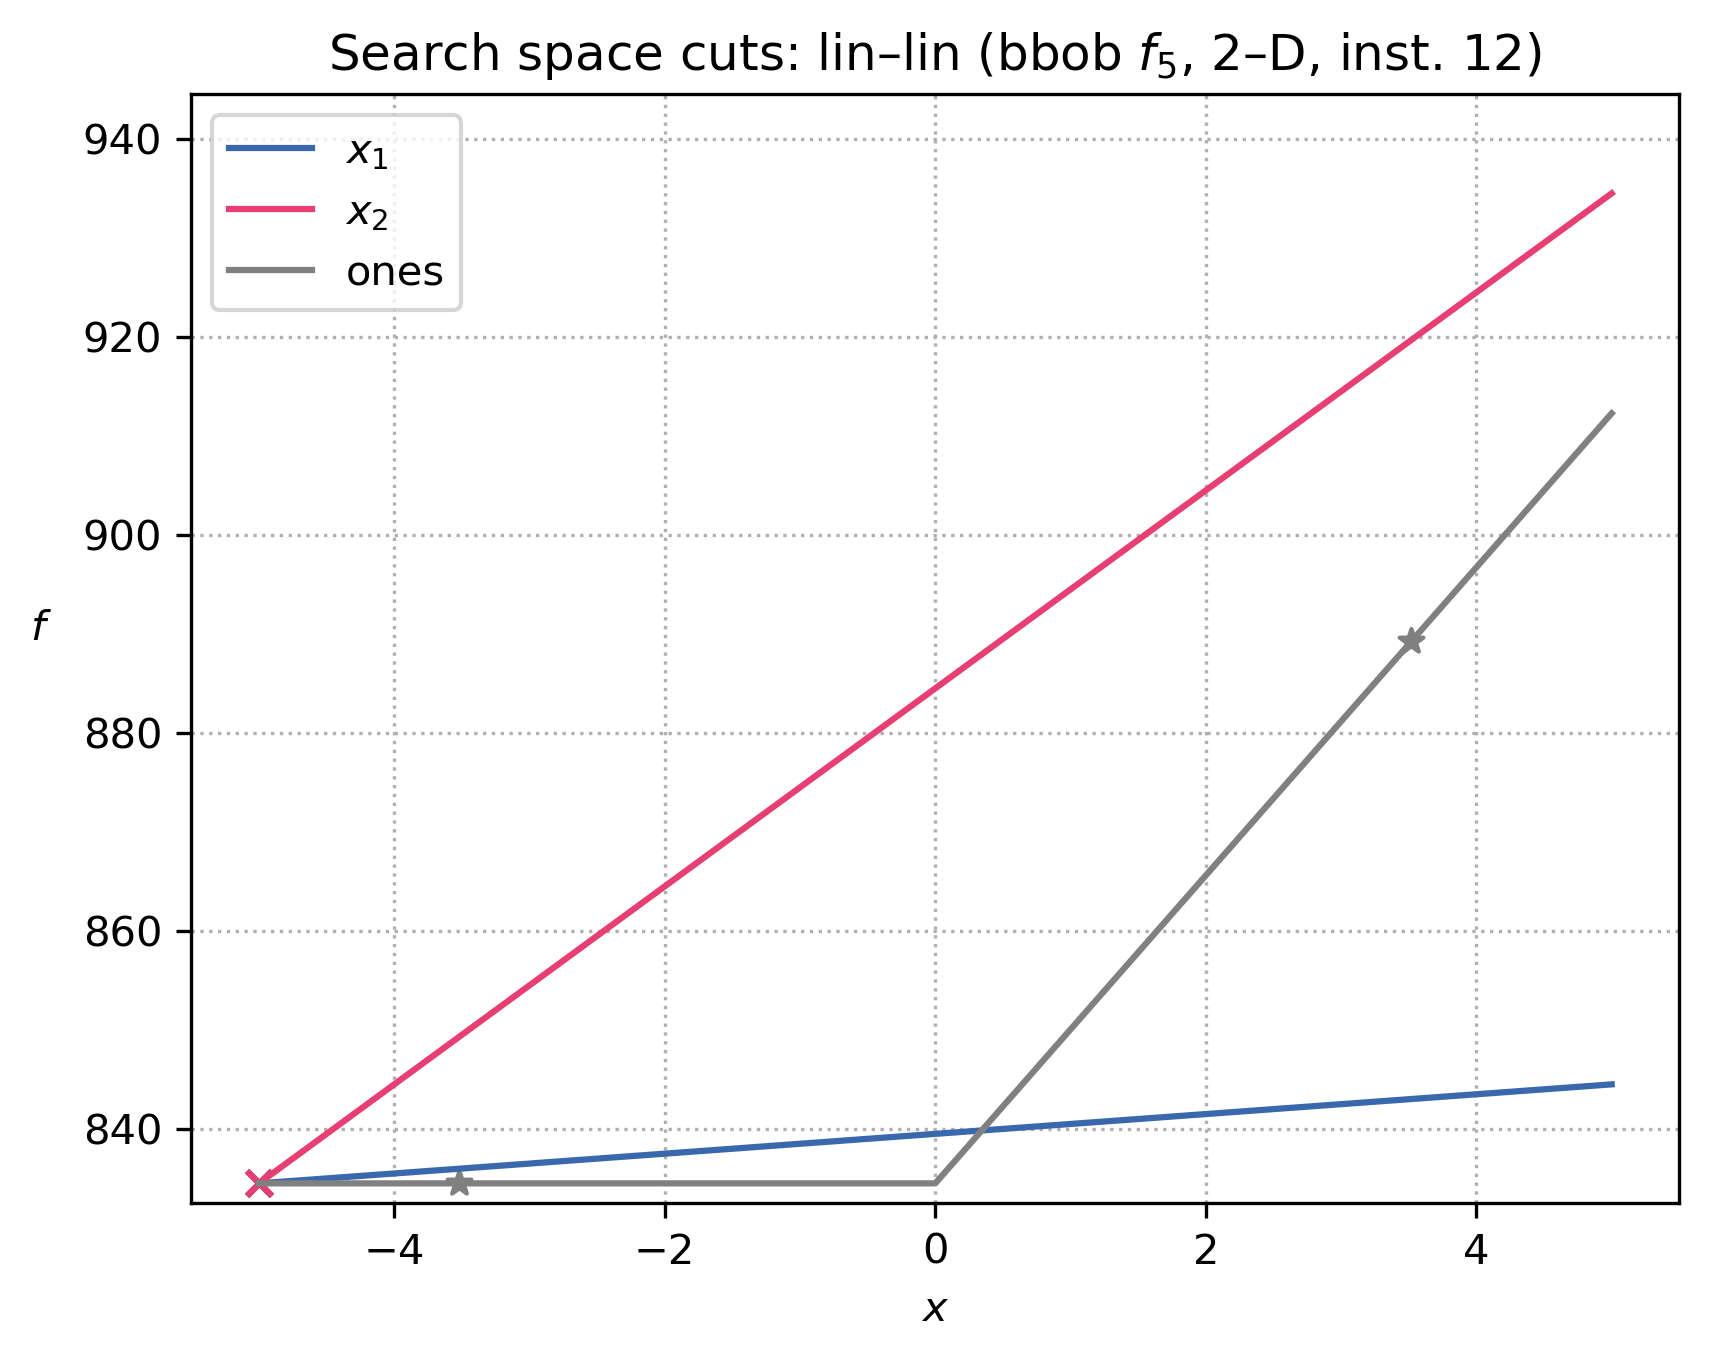 Search space cuts: lin–lin (bbob f₅, 2–D, inst. 12)
x₁
x₂
ones
940
920
900
880
860
840
f
−4 −2 0 2 4
x